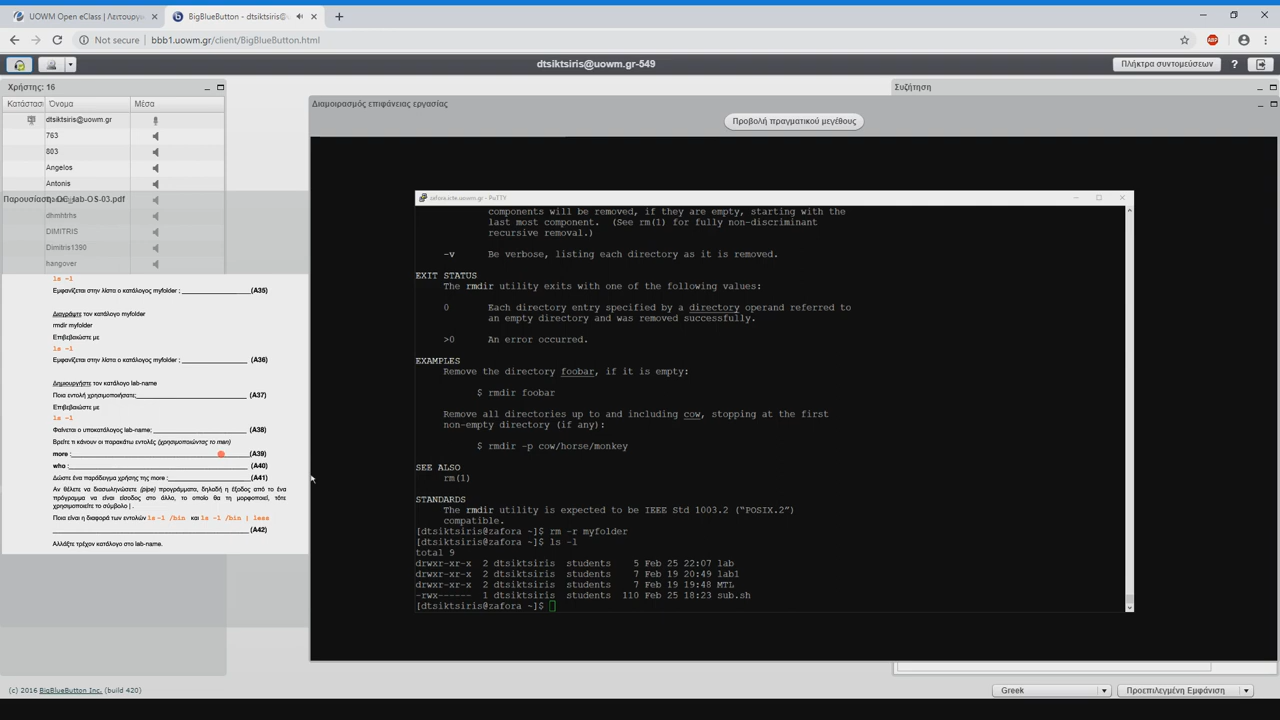 UOWM Open eClass | Λειτουργι
BigBlueButton - dtsiktsiris@
Not secure
bbb1.uowm.gr/client/BigBlueButton.html
dtsiktsiris@uowm.gr-549
Πλήκτρα συντομεύσεων
?
Χρήστης: 16
Κατάστασ Όνομα Μέσα
dtsiktsiris@uowm.gr
763
803
Angelos
Antonis
Παρουσίαση: lab-OS-03.pdf
dhmhtrhs
DIMITRIS
Dimitris1390
hangover
ls -l
Εμφανίζεται στην λίστα ο κατάλογος myfolder ; (A35)
Διαγράψτε τον κατάλογο myfolder
rmdir myfolder
Επιβεβαιώστε με
ls -l
Εμφανίζεται στην λίστα ο κατάλογος myfolder ; (A36)
Δημιουργήστε τον κατάλογο lab-name
Ποια εντολή χρησιμοποιήσατε; (A37)
Επιβεβαιώστε με
ls -l
Φαίνεται ο υποκατάλογος lab-name; (A38)
Βρείτε τι κάνουν οι παρακάτω εντολές (χρησιμοποιώντας το man)
more : (A39)
who : (A40)
Δώστε ένα παράδειγμα χρήσης της more : (A41)
Αν θέλετε να διασωληνώσετε (pipe) προγράμματα, δηλαδή η έξοδος από το ένα
πρόγραμμα να είναι είσοδος στο άλλο, το οποίο θα τη μορφοποιεί, τότε
χρησιμοποιείτε το σύμβολο | .
Ποια είναι η διαφορά των εντολών ls -l /bin και ls -l /bin | less
(A42)
Αλλάξτε τρέχον κατάλογο στο lab-name.
Συζήτηση
Διαμοιρασμός επιφάνειας εργασίας
Προβολή πραγματικού μεγέθους
zafora.icte.uowm.gr - PuTTY
components will be removed, if they are empty, starting with the
last most component. (See rm(1) for fully non-discriminant
recursive removal.)
-v Be verbose, listing each directory as it is removed.
EXIT STATUS
The rmdir utility exits with one of the following values:
0 Each directory entry specified by a directory operand referred to
an empty directory and was removed successfully.
>0 An error occurred.
EXAMPLES
Remove the directory foobar, if it is empty:
$ rmdir foobar
Remove all directories up to and including cow, stopping at the first
non-empty directory (if any):
$ rmdir -p cow/horse/monkey
SEE ALSO
rm(1)
STANDARDS
The rmdir utility is expected to be IEEE Std 1003.2 (“POSIX.2”)
compatible.
[dtsiktsiris@zafora ~]$ rm -r myfolder
[dtsiktsiris@zafora ~]$ ls -l
total 9
drwxr-xr-x 2 dtsiktsiris students 5 Feb 25 22:07 lab
drwxr-xr-x 2 dtsiktsiris students 7 Feb 19 20:49 lab1
drwxr-xr-x 2 dtsiktsiris students 7 Feb 19 19:48 MTL
-rwx------ 1 dtsiktsiris students 110 Feb 25 18:23 sub.sh
[dtsiktsiris@zafora ~]$
(c) 2016 BigBlueButton Inc. (build 420)
Greek
Προεπιλεγμένη Εμφάνιση